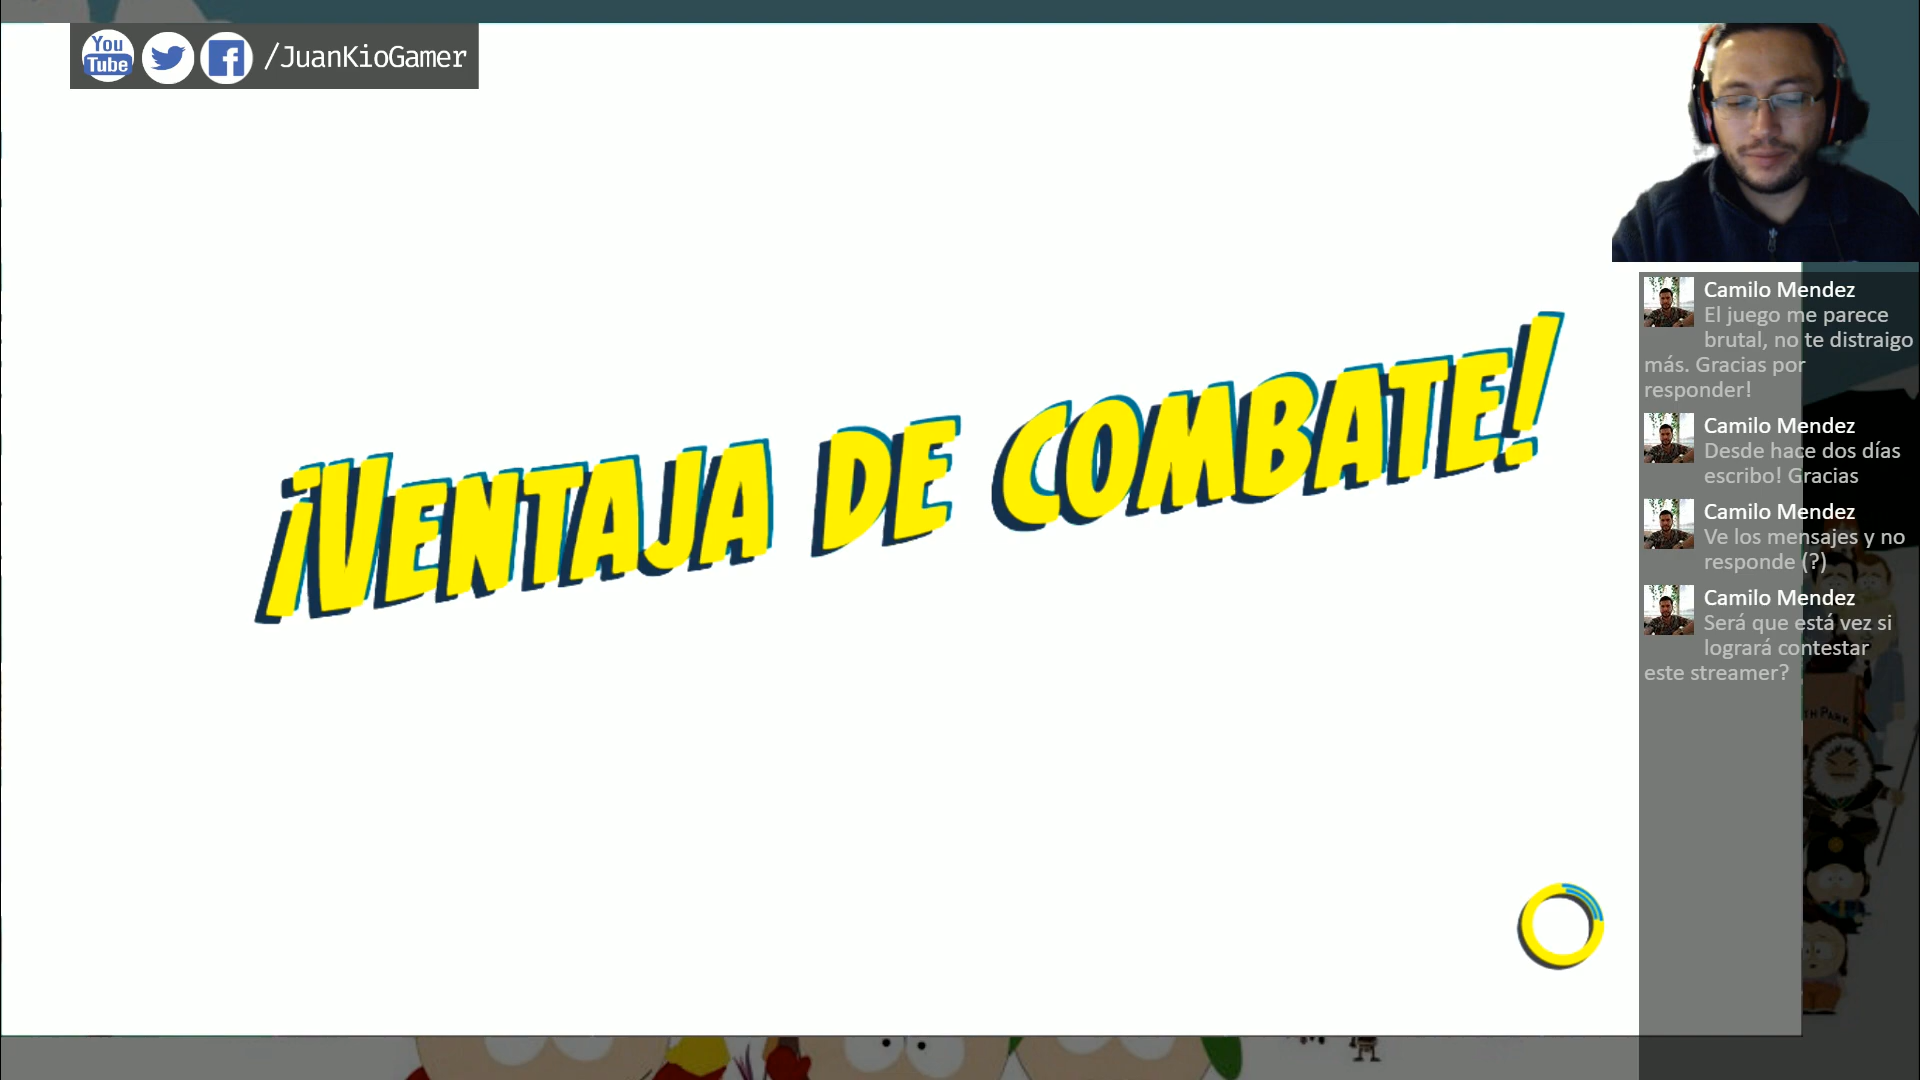 You
Tube
/JuanKioGamer
¡VENTAJA DE COMBATE!
Camilo Mendez
El juego me parece
brutal, no te distraigo
más. Gracias por
responder!
Camilo Mendez
Desde hace dos días
escribo! Gracias
Camilo Mendez
Ve los mensajes y no
responde (?)
Camilo Mendez
Será que está vez si
logrará contestar
este streamer?
PARK